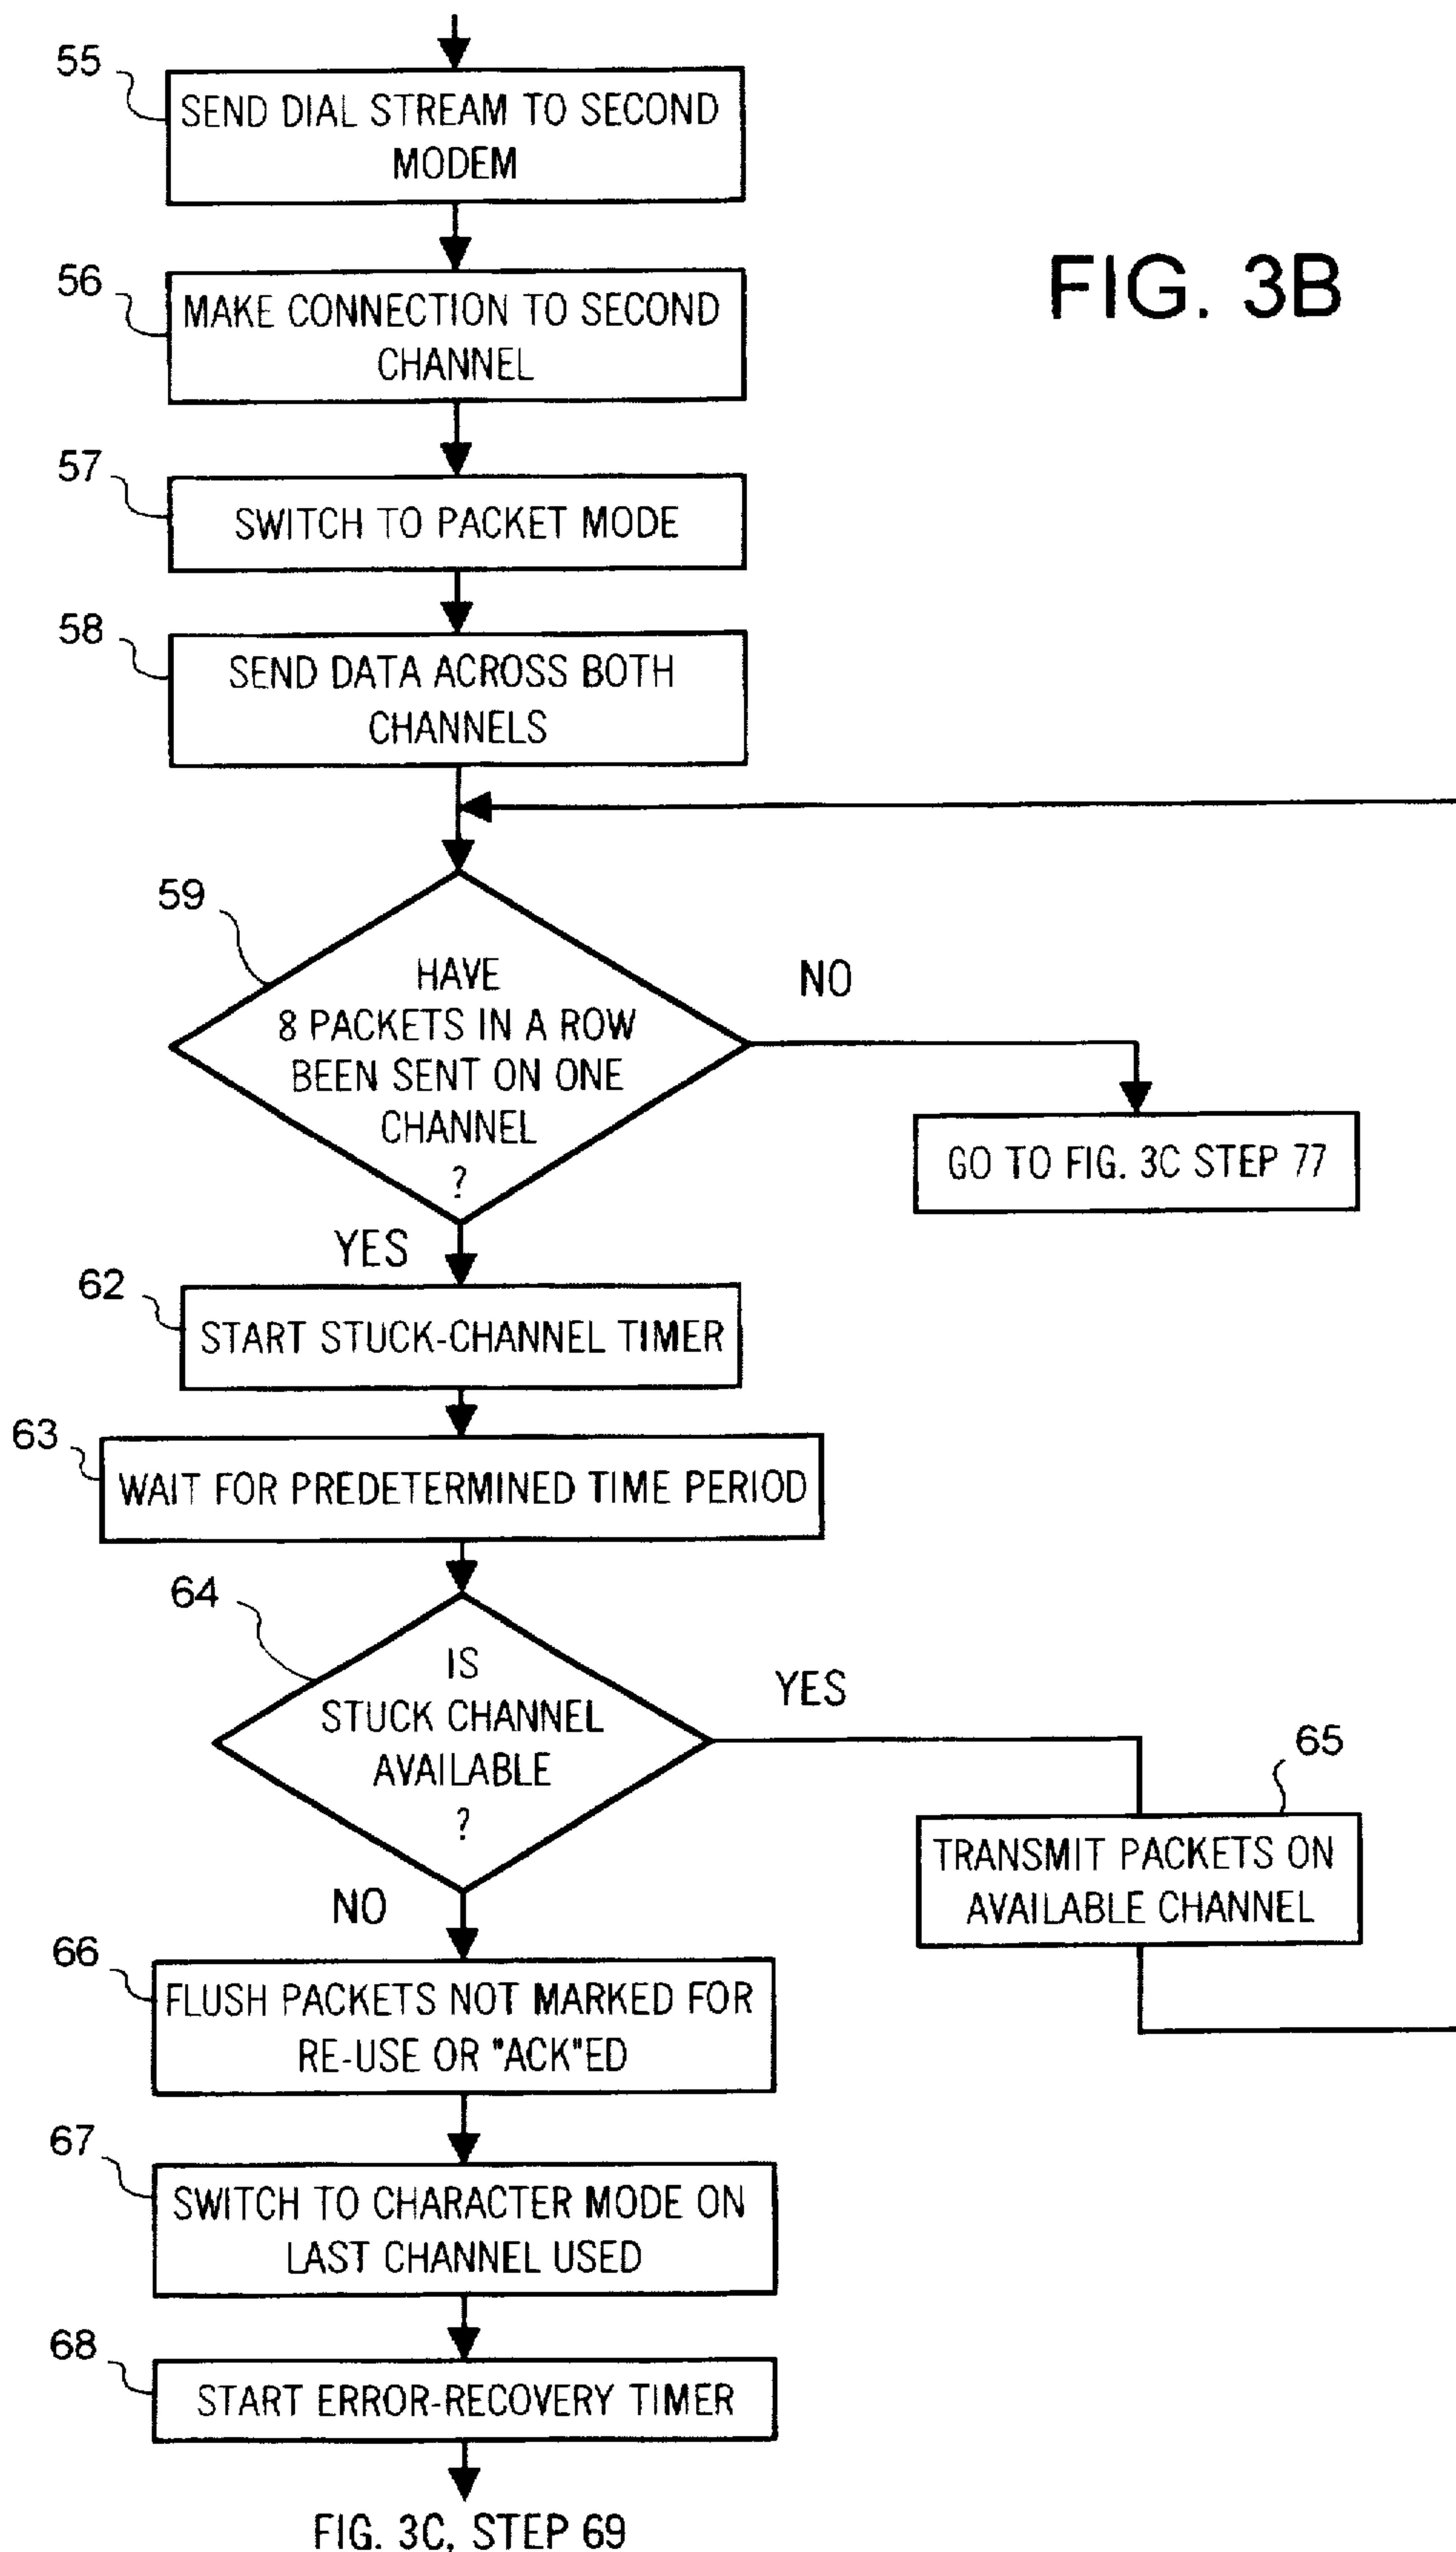 55
SEND DIAL STREAM TO SECOND
MODEM
FIG. 3B
56
MAKE CONNECTION TO SECOND
CHANNEL
57
SWITCH TO PACKET MODE
58
SEND DATA ACROSS BOTH
CHANNELS
59
HAVE
8 PACKETS IN A ROW
BEEN SENT ON ONE
CHANNEL
?
NO
GO TO FIG. 3C STEP 77
YES
62
START STUCK-CHANNEL TIMER
63
WAIT FOR PREDETERMINED TIME PERIOD
64
IS
STUCK CHANNEL
AVAILABLE
?
YES
65
TRANSMIT PACKETS ON
AVAILABLE CHANNEL
NO
66
FLUSH PACKETS NOT MARKED FOR
RE-USE OR "ACK"ED
67
SWITCH TO CHARACTER MODE ON
LAST CHANNEL USED
68
START ERROR-RECOVERY TIMER
FIG. 3C, STEP 69